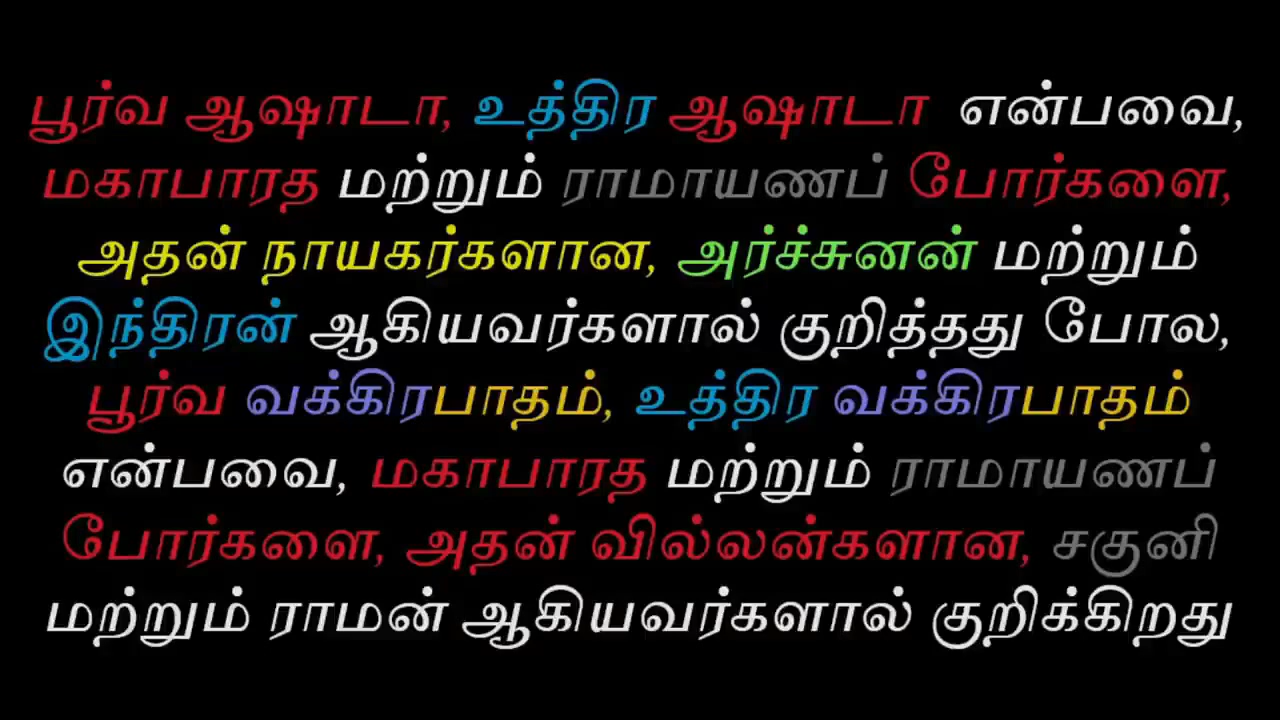 பூர்வ ஆஷாடா, உத்திர ஆஷாடா என்பவை,
மகாபாரத மற்றும் ராமாயணப் போர்களை,
அதன் நாயகர்களான, அர்ச்சுனன் மற்றும்
இந்திரன் ஆகியவர்களால் குறித்தது போல,
பூர்வ வக்கிரபாதம், உத்திர வக்கிரபாதம்
என்பவை, மகாபாரத மற்றும் ராமாயணப்
போர்களை, அதன் வில்லன்களான, சகுனி
மற்றும் ராமன் ஆகியவர்களால் குறிக்கிறது